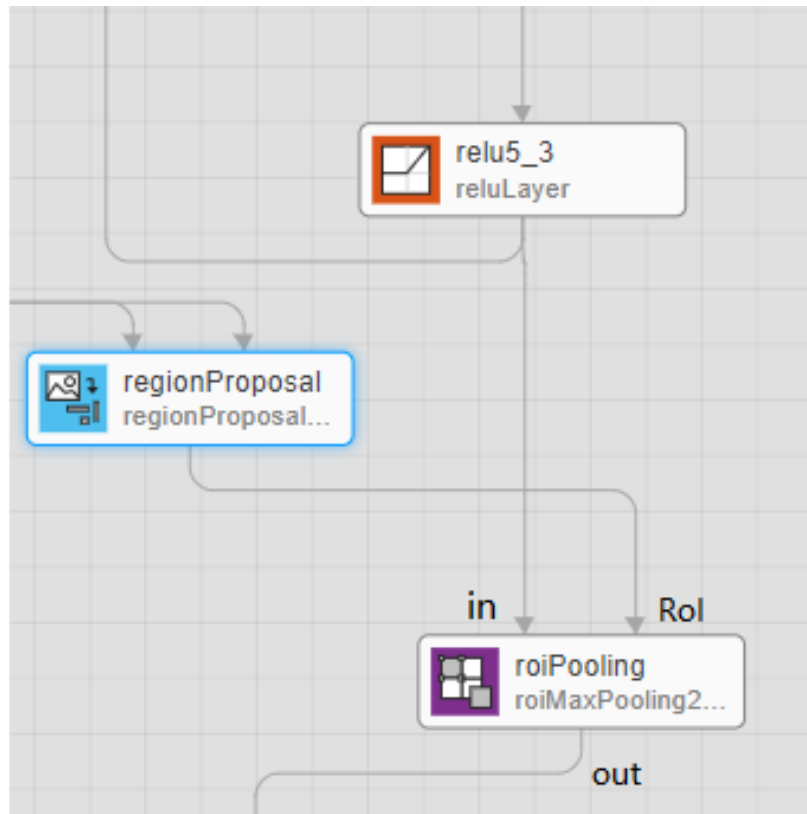 relu5_3
reluLayer
regionProposal
regionProposal...
in
RoI
roiPooling
roiMaxPooling2...
out